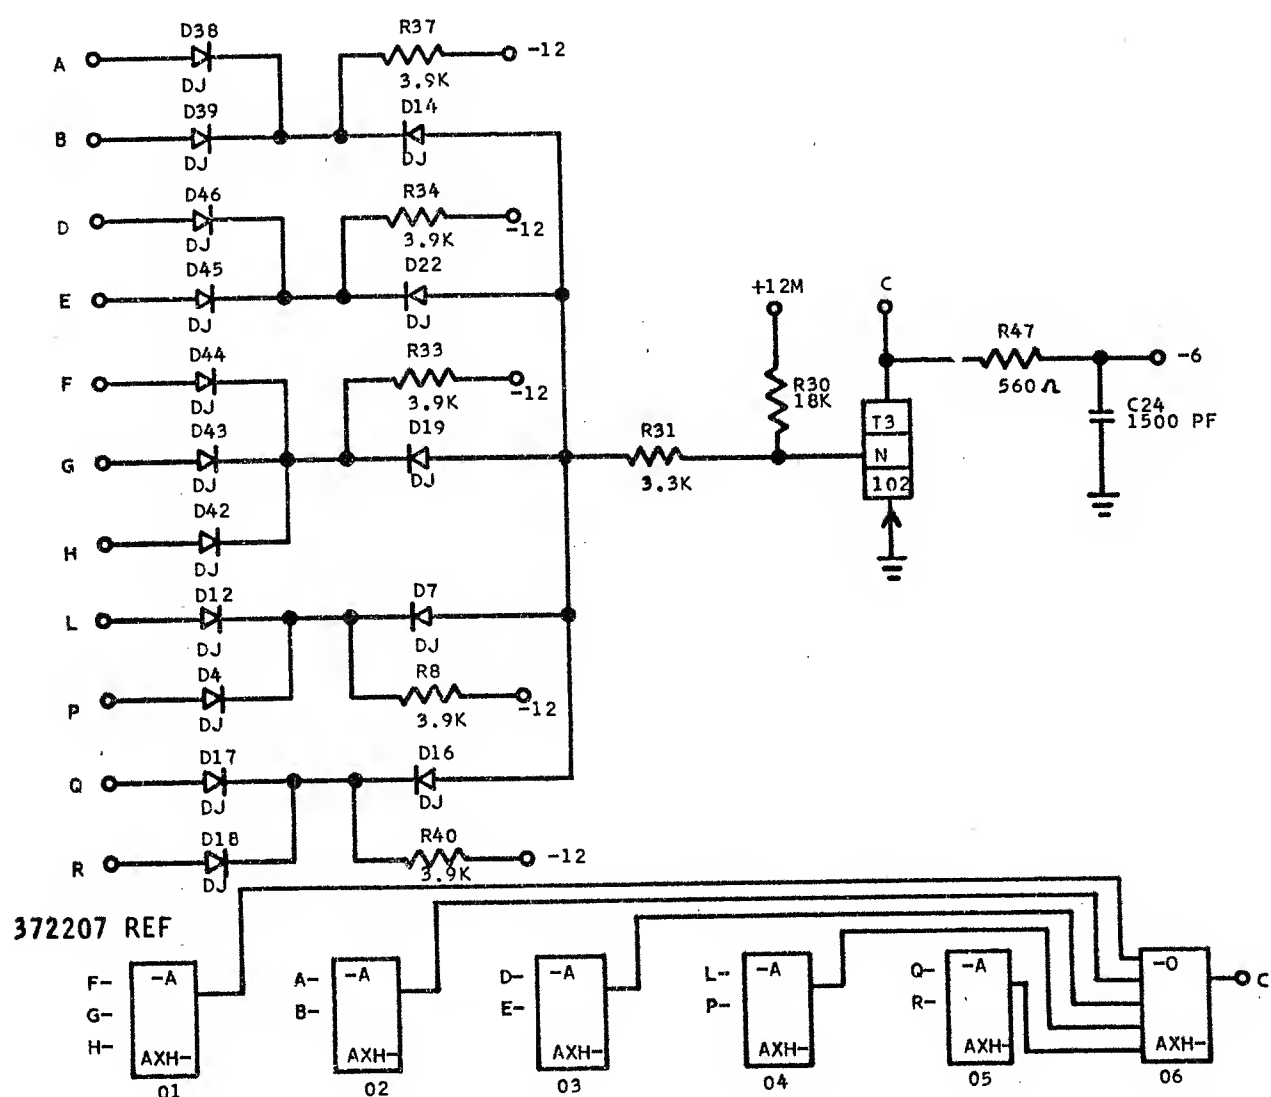 D38
R37
-12
A
DJ
3.9K
D39
D14
B
DJ
DJ
D46
R34
D
-12
DJ
3.9K
D45
D22
E
+12M
C
DJ
DJ
R47
D44
R33
-6
F
560 Ω
DJ
3.9K
-12
R30
18K
C24
1500 PF
D43
D19
R31
T3
G
N
DJ
DJ
3.3K
102
D42
H
DJ
D12
D7
L
DJ
DJ
D4
R8
P
-12
DJ
3.9K
D17
D16
Q
DJ
DJ
D18
R40
-12
R
DJ
3.9K
372207 REF
F-
G-
H-
-A
AXH-
01
A-
B-
-A
AXH-
02
D-
E-
-A
AXH-
03
L-
P-
-A
AXH-
04
Q-
R-
-A
AXH-
05
-O
AXH-
06
C